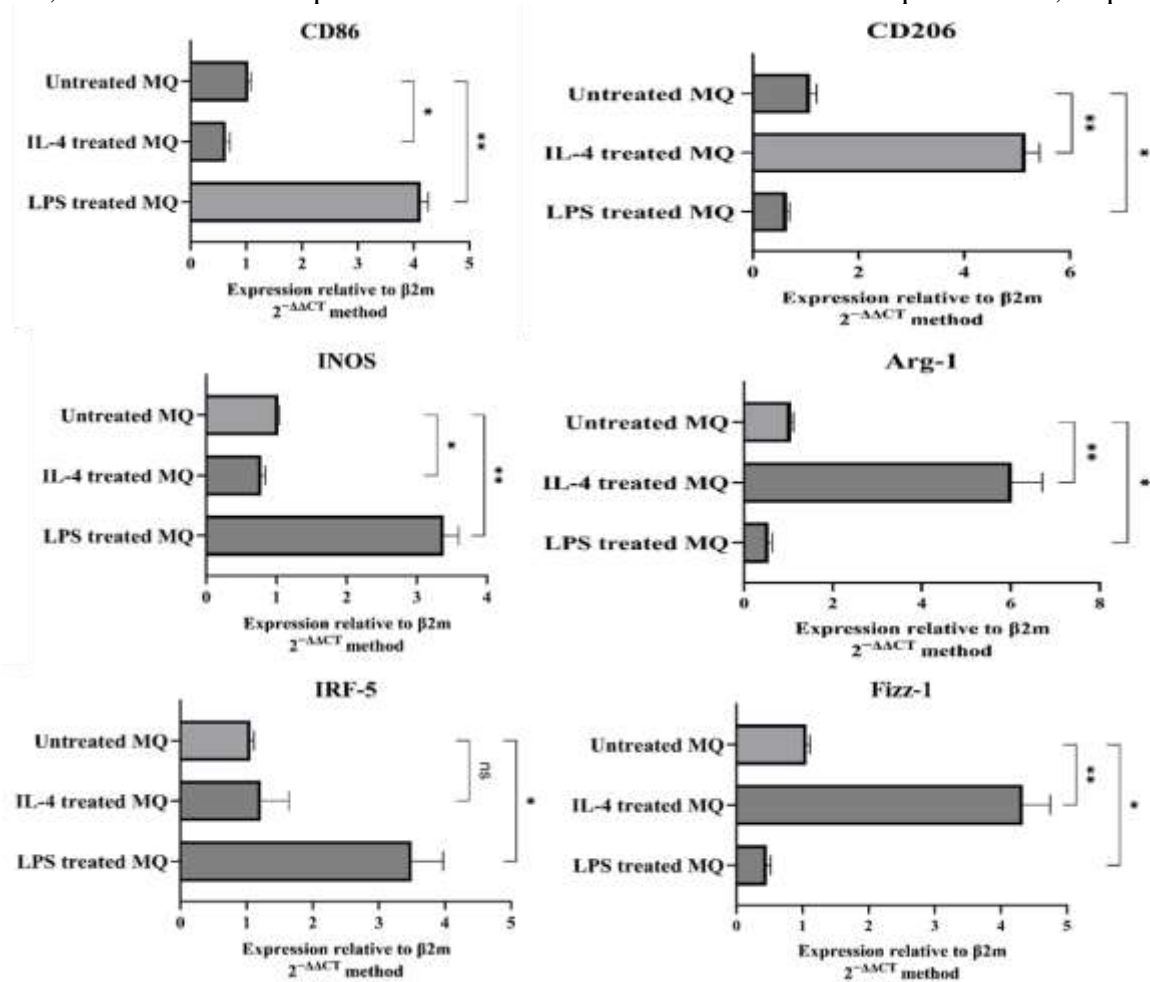 CD86
Untreated MQ
IL-4 treated MQ
LPS treated MQ
*
**
0 1 2 3 4 5
Expression relative to β2m
2^−ΔΔCT method
CD206
Untreated MQ
IL-4 treated MQ
LPS treated MQ
**
*
0 2 4 6
Expression relative to β2m
2^−ΔΔCT method
INOS
Untreated MQ
IL-4 treated MQ
LPS treated MQ
*
**
0 1 2 3 4
Expression relative to β2m
2^−ΔΔCT method
Arg-1
Untreated MQ
IL-4 treated MQ
LPS treated MQ
**
*
0 2 4 6 8
Expression relative to β2m
2^−ΔΔCT method
IRF-5
Untreated MQ
IL-4 treated MQ
LPS treated MQ
ns
*
0 1 2 3 4 5
Expression relative to β2m
2^−ΔΔCT method
Fizz-1
Untreated MQ
IL-4 treated MQ
LPS treated MQ
**
*
0 1 2 3 4 5
Expression relative to β2m
2^−ΔΔCT method